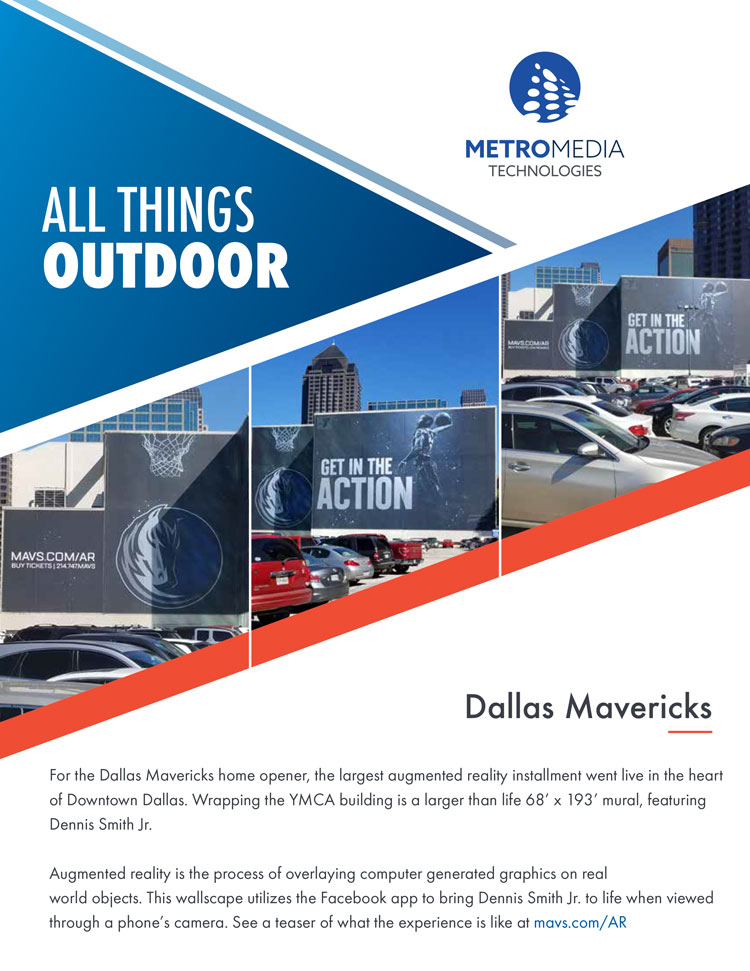 METROMEDIA
TECHNOLOGIES
ALL THINGS
OUTDOOR
GET IN THE
ACTION
MAVS.COM/AR
GET IN THE
ACTION
MAVS.COM/AR
BUY TICKETS | 214.747.MAVS
Dallas Mavericks
For the Dallas Mavericks home opener, the largest augmented reality installment went live in the heart
of Downtown Dallas. Wrapping the YMCA building is a larger than life 68’ x 193’ mural, featuring
Dennis Smith Jr.
Augmented reality is the process of overlaying computer generated graphics on real
world objects. This wallscape utilizes the Facebook app to bring Dennis Smith Jr. to life when viewed
through a phone’s camera. See a teaser of what the experience is like at mavs.com/AR